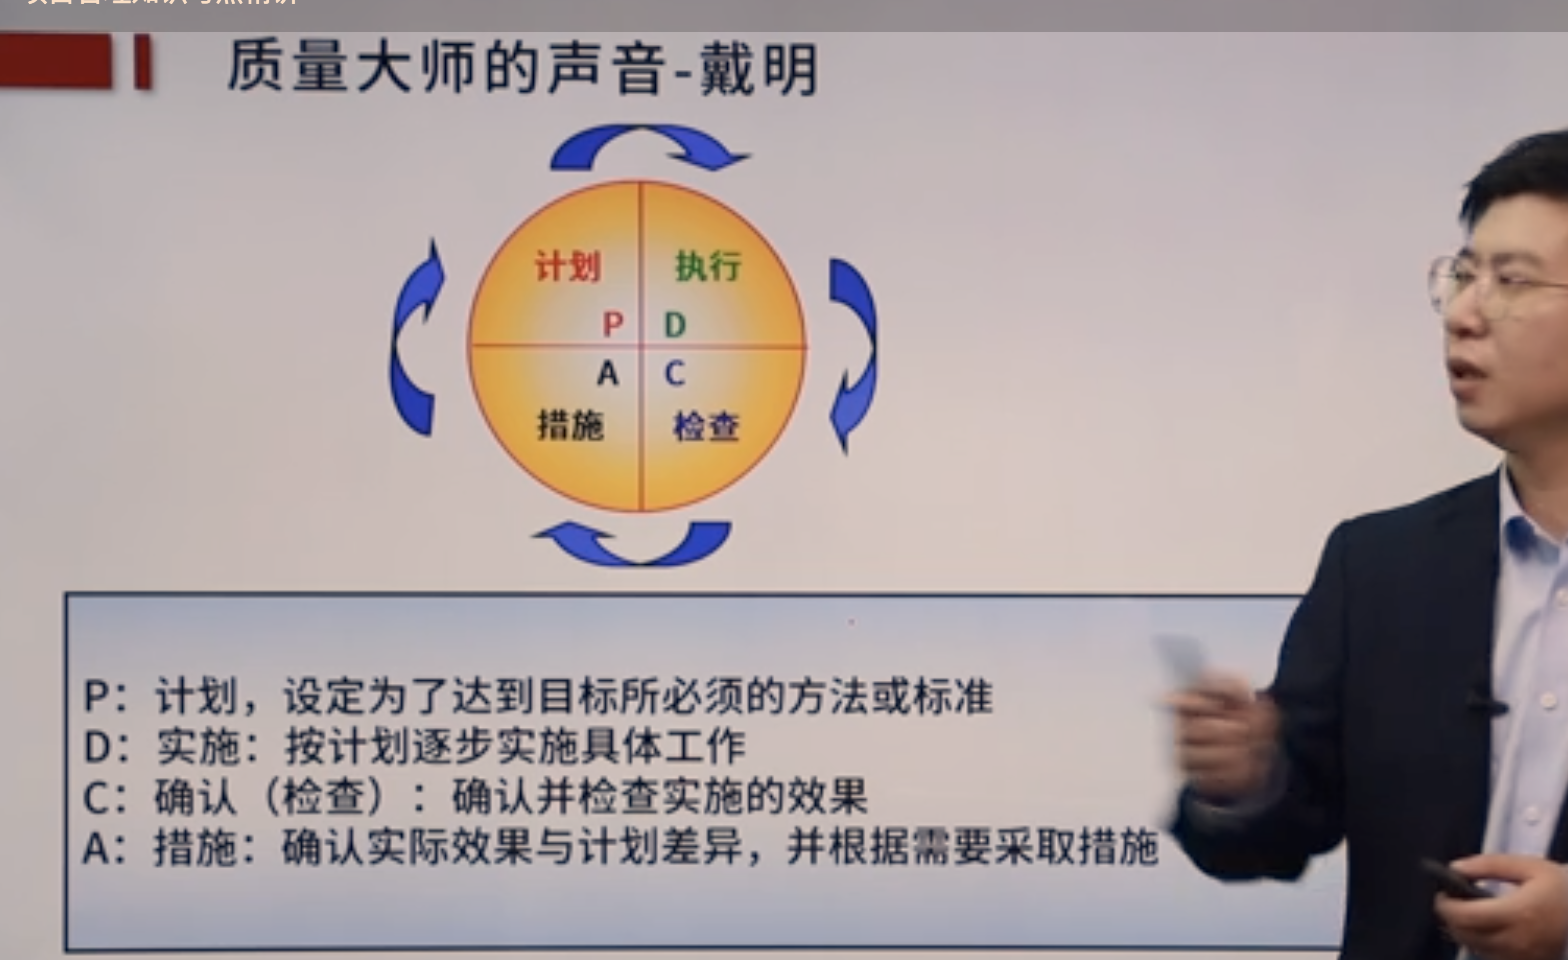 质量大师的声音-戴明
计划
执行
P
D
A
C
措施
检查
P：计划，设定为了达到目标所必须的方法或标准
D：实施：按计划逐步实施具体工作
C：确认（检查）：确认并检查实施的效果
A：措施：确认实际效果与计划差异，并根据需要采取措施